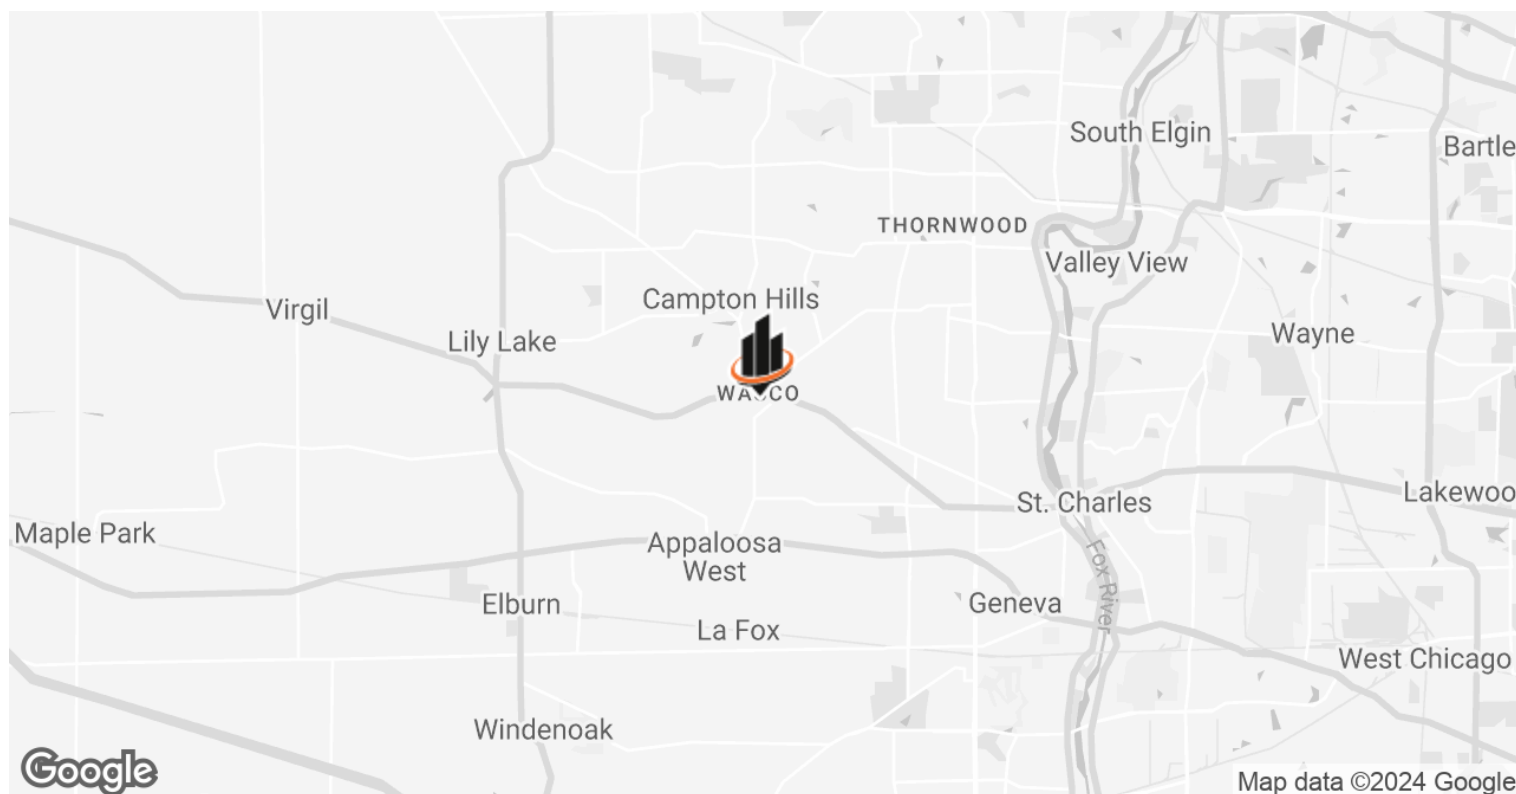 South Elgin
Bartle
THORNWOOD
Valley View
Campton Hills
Virgil
Lily Lake
Wayne
WASCO
Lakewoo
St. Charles
Maple Park
Appaloosa
West
Fox River
Elburn
Geneva
La Fox
West Chicago
Windenoak
Google
Map data ©2024 Google